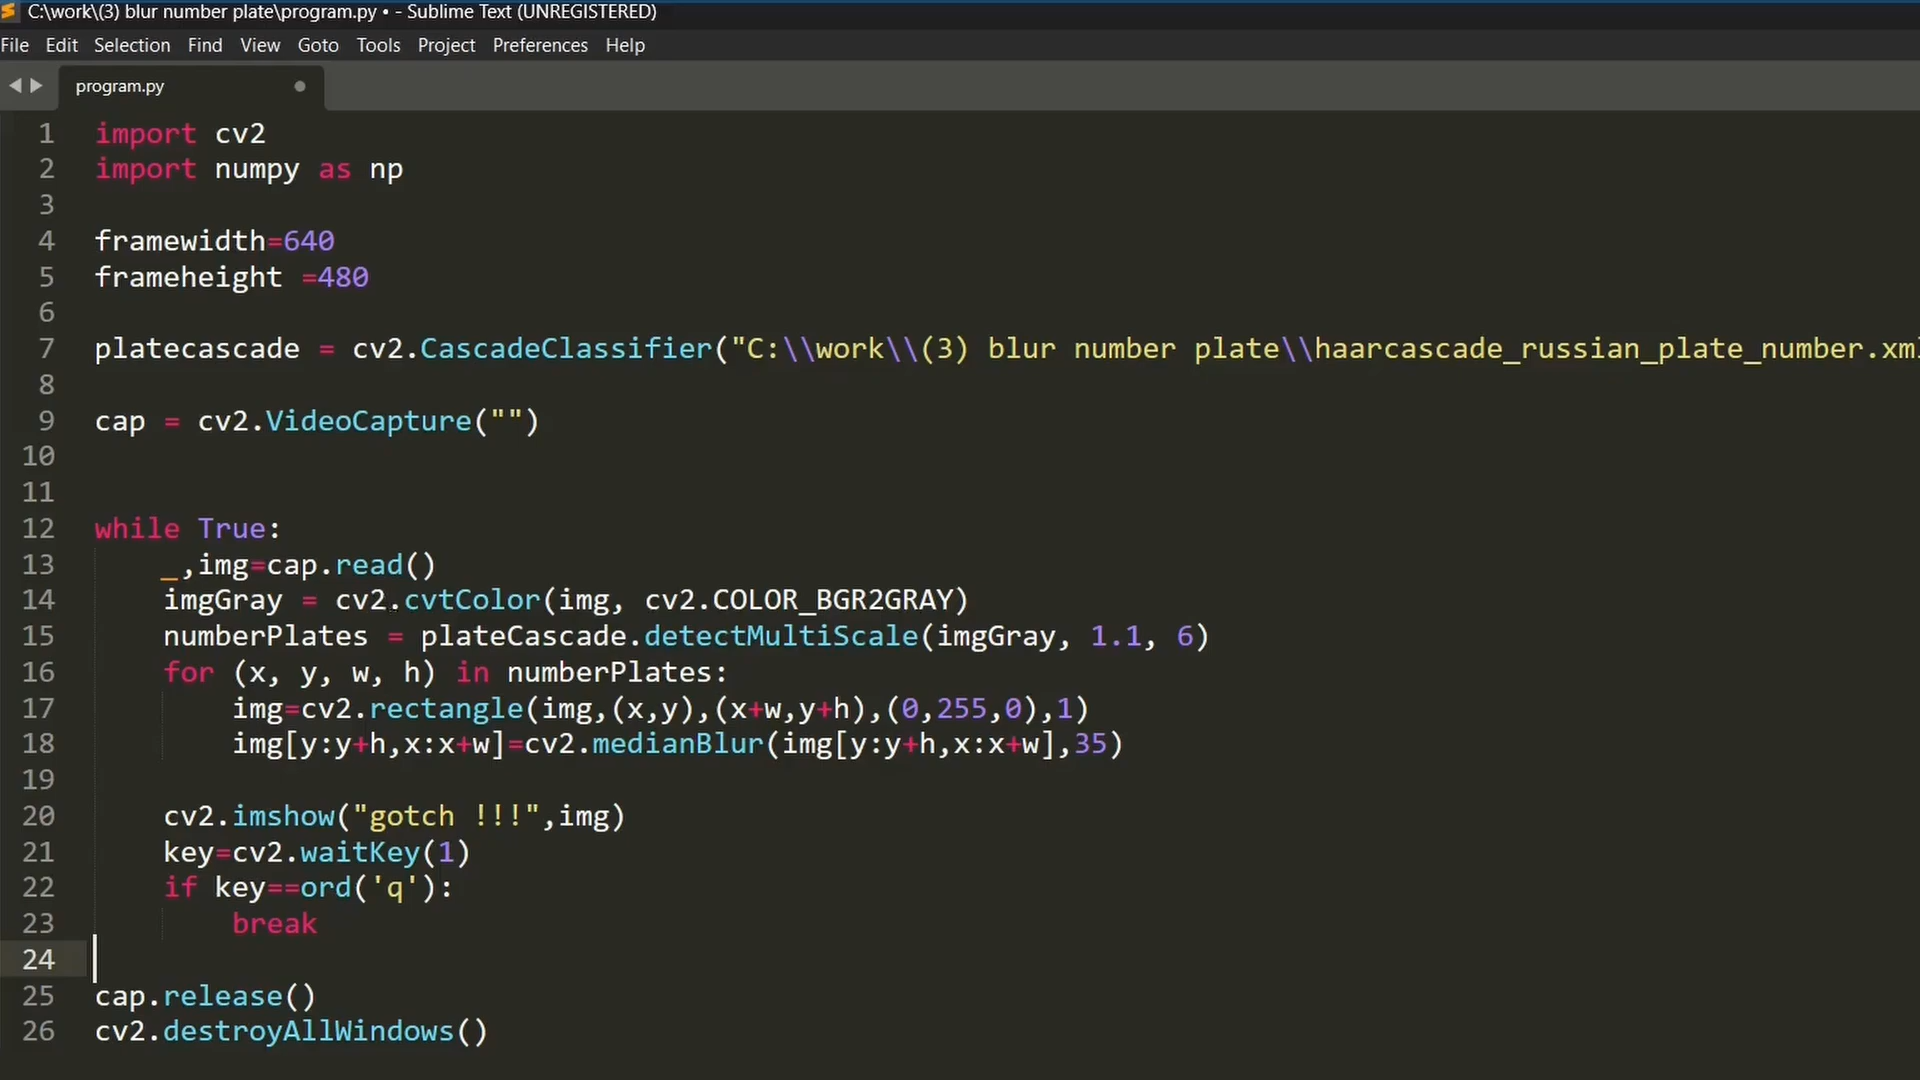 C:\work\(3) blur number plate\program.py • - Sublime Text (UNREGISTERED)
File Edit Selection Find View Goto Tools Project Preferences Help
program.py
1 import cv2
2 import numpy as np
3
4 framewidth=640
5 frameheight =480
6
7 platecascade = cv2.CascadeClassifier("C:\\work\\(3) blur number plate\\haarcascade_russian_plate_number.xml
8
9 cap = cv2.VideoCapture("")
10
11
12 while True:
13     _,img=cap.read()
14     imgGray = cv2.cvtColor(img, cv2.COLOR_BGR2GRAY)
15     numberPlates = plateCascade.detectMultiScale(imgGray, 1.1, 6)
16     for (x, y, w, h) in numberPlates:
17         img=cv2.rectangle(img,(x,y),(x+w,y+h),(0,255,0),1)
18         img[y:y+h,x:x+w]=cv2.medianBlur(img[y:y+h,x:x+w],35)
19
20     cv2.imshow("gotch !!!",img)
21     key=cv2.waitKey(1)
22     if key==ord('q'):
23         break
24
25 cap.release()
26 cv2.destroyAllWindows()